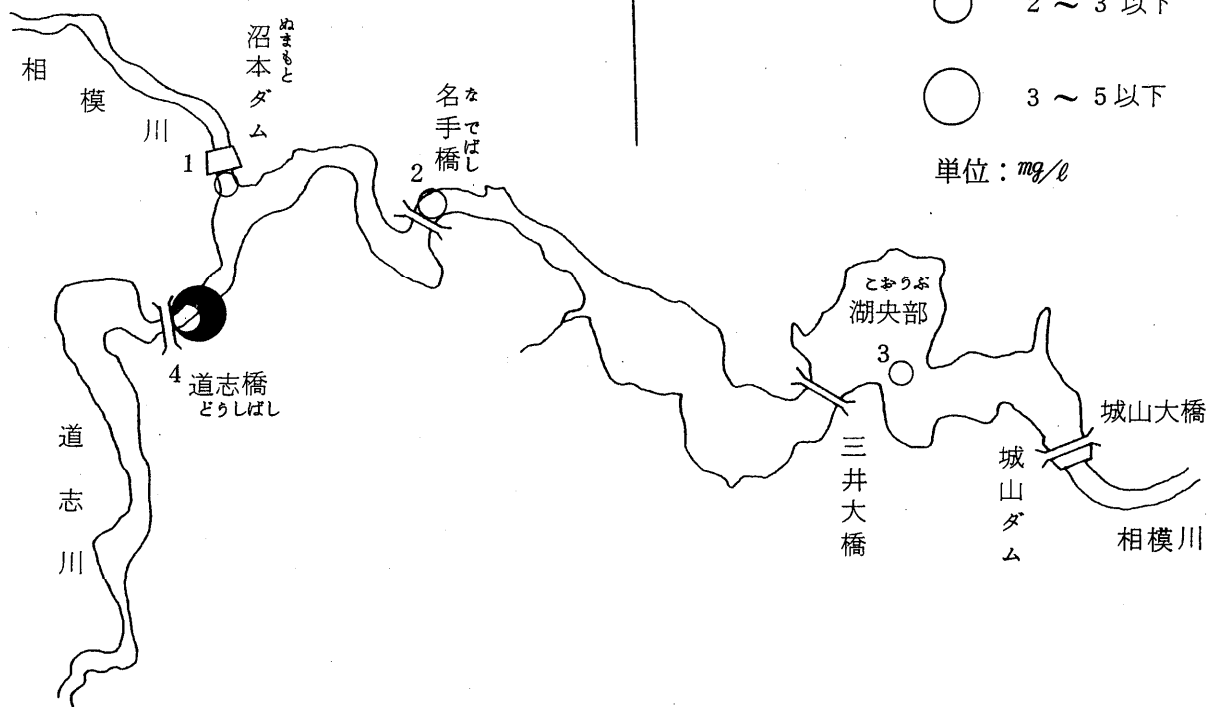 2 ～ 3 以下
3 ～ 5 以下
単位：mg/ℓ
相模川
沼本ダム
ぬまもと
1
名手橋
なでばし
2
湖央部
こおうぶ
3
4
道志橋
どうしばし
道志川
三井大橋
城山ダム
城山大橋
相模川